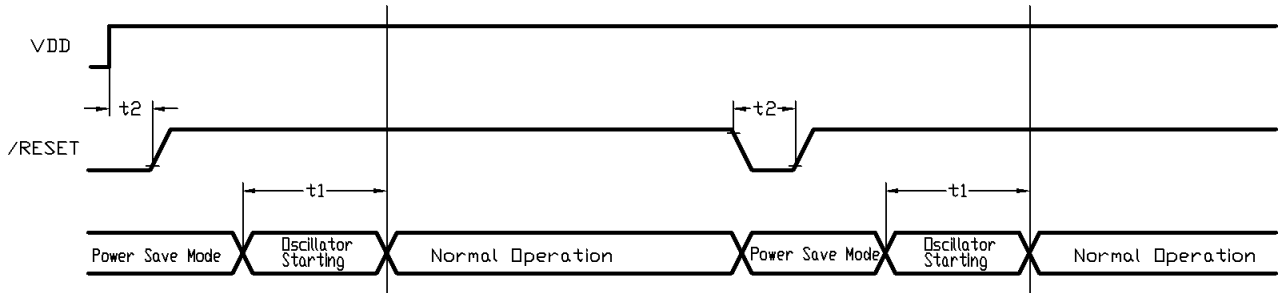 VDD
t2
t2
/RESET
t1
t1
Power Save Mode
Oscillator
Starting
Normal Operation
Power Save Mode
Oscillator
Starting
Normal Operation